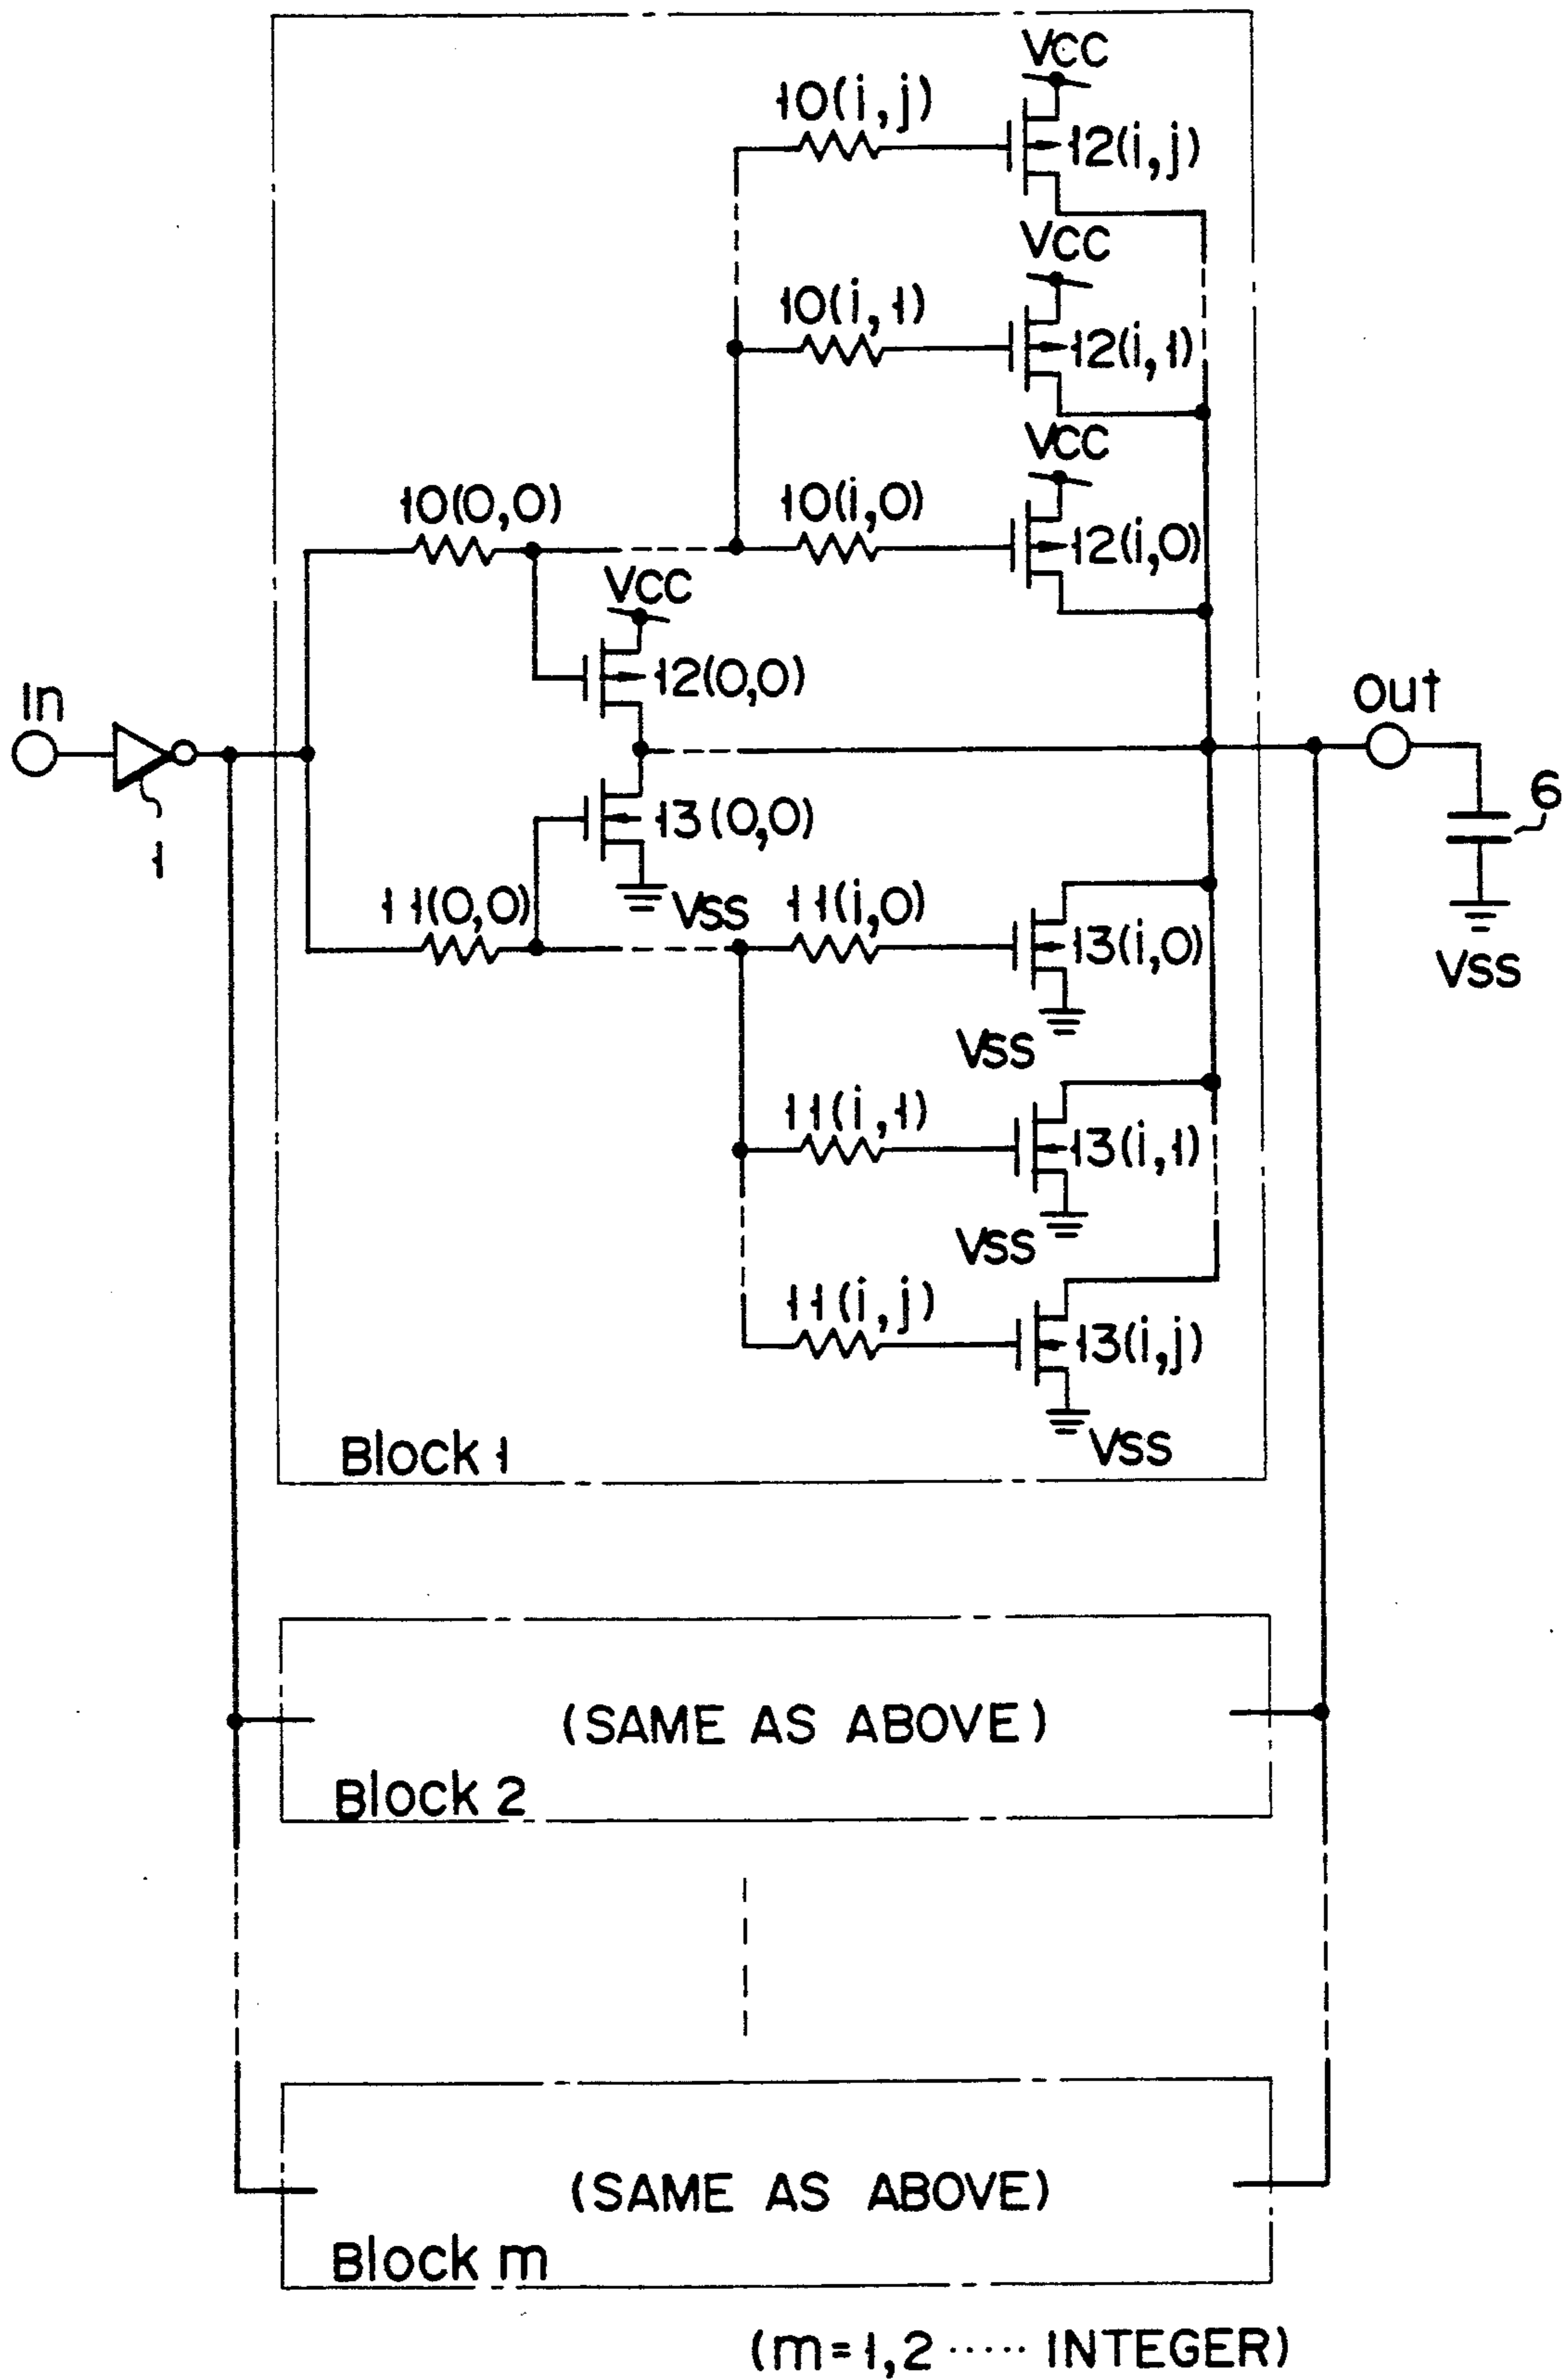 VCC
10(i,j)
12(i,j)
VCC
10(i,1)
12(i,1)
VCC
10(0,0)
10(i,0)
12(i,0)
VCC
12(0,0)
In
out
13(0,0)
6
1
11(0,0)
VSS
11(i,0)
13(i,0)
VSS
VSS
11(i,1)
13(i,1)
VSS
11(i,j)
13(i,j)
VSS
Block 1
(SAME AS ABOVE)
Block 2
(SAME AS ABOVE)
Block m
(m=1,2 ····· INTEGER)